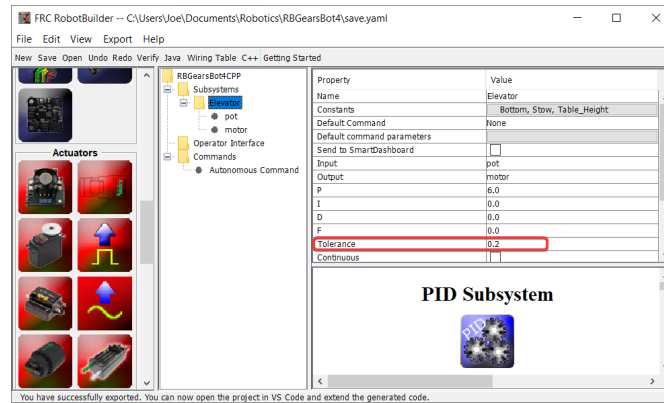 FRC RobotBuilder -- C:\Users\Joe\Documents\Robotics\RBGearsBot4\save.yaml
File Edit View Export Help
New Save Open Undo Redo Verify Java Wiring Table C++ Getting Started
Actuators
RBGearsBot4CPP
Subsystems
Elevator
pot
motor
Operator Interface
Commands
Autonomous Command
Property Value
Name Elevator
Constants Bottom, Stow, Table_Height
Default Command None
Default command parameters
Send to SmartDashboard
Input pot
Output motor
P 6.0
I 0.0
D 0.0
F 0.0
Tolerance 0.2
Continuous
PID Subsystem
PID
You have successfully exported. You can now open the project in VS Code and extend the generated code.